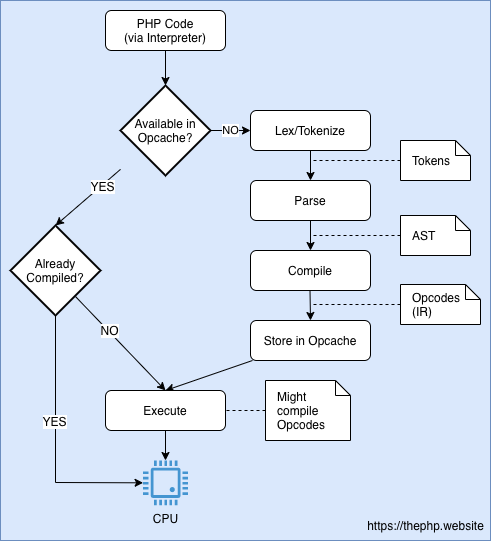 PHP Code
(via Interpreter)
Available in
Opcache?
NO
Lex/Tokenize
Tokens
YES
Parse
AST
Already
Compiled?
Compile
Opcodes
(IR)
NO
Store in Opcache
Execute
Might
compile
Opcodes
YES
CPU
https://thephp.website